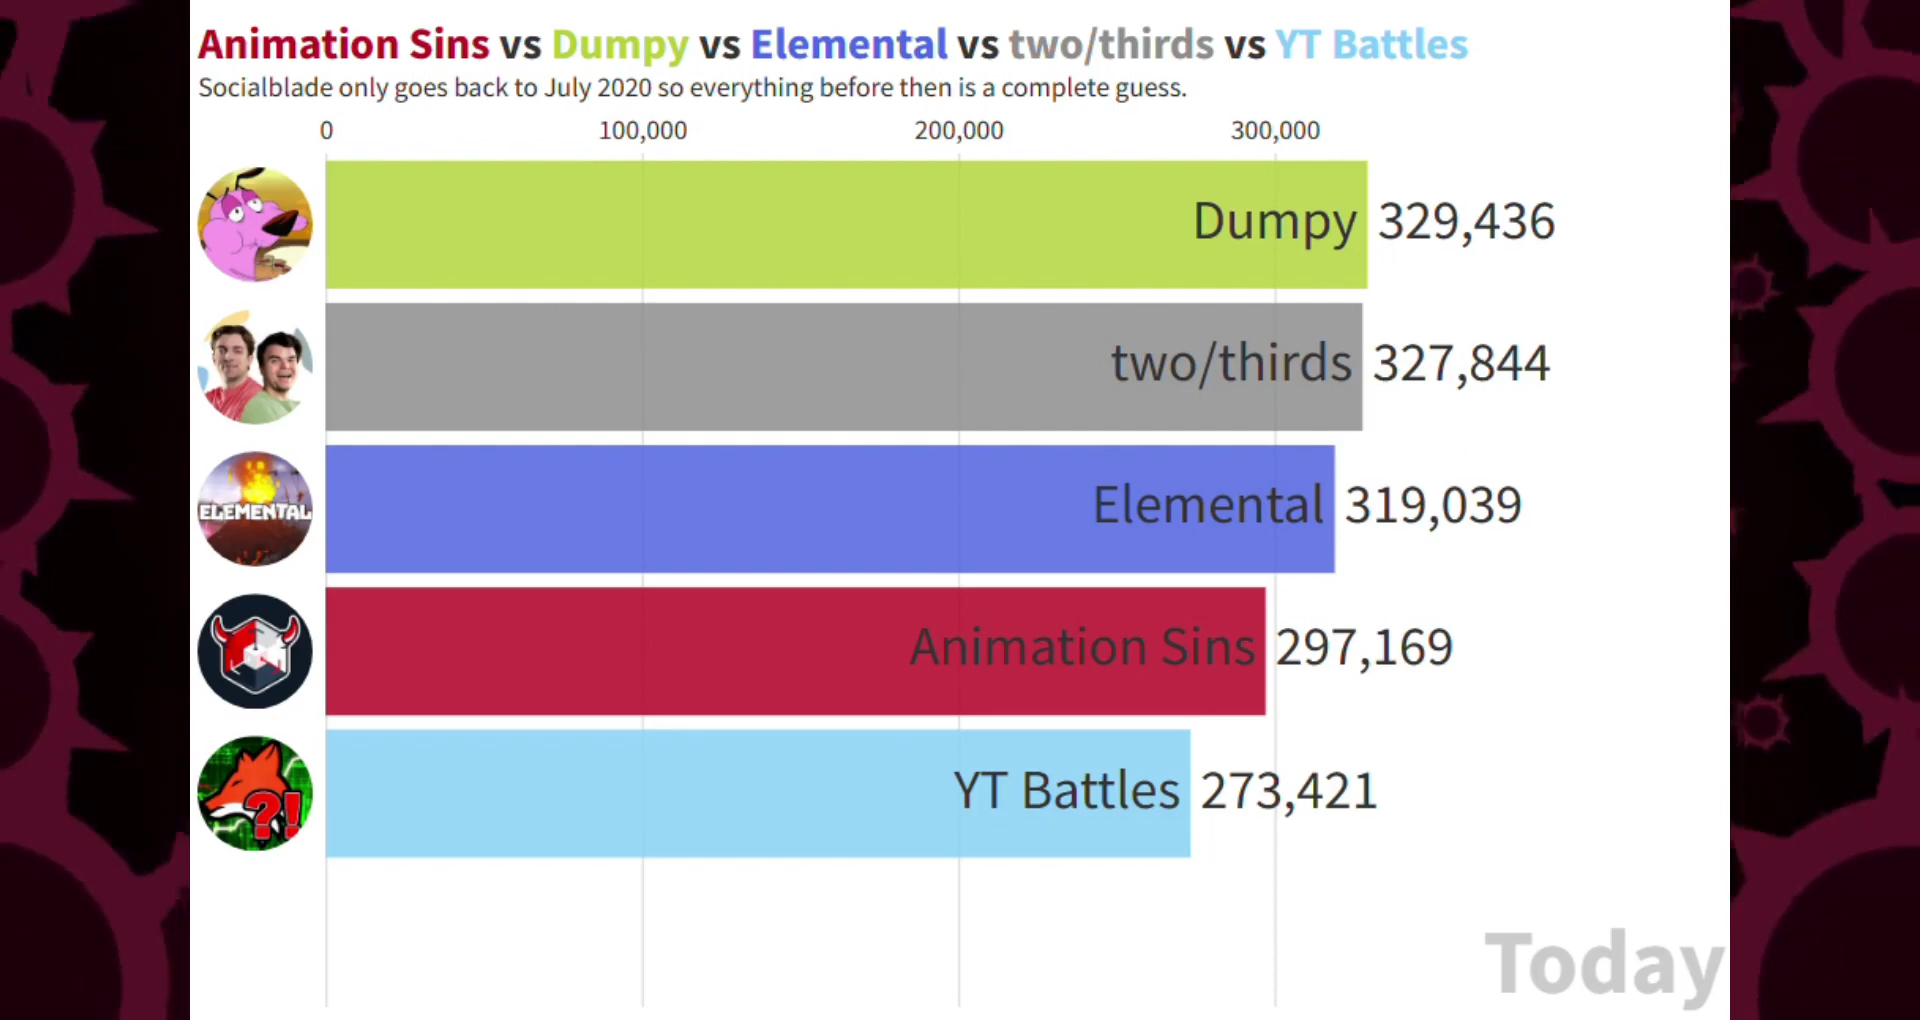 Animation Sins vs Dumpy vs Elemental vs two/thirds vs YT Battles
Socialblade only goes back to July 2020 so everything before then is a complete guess.
0 100,000 200,000 300,000
Dumpy 329,436
two/thirds 327,844
ELEMENTAL
Elemental 319,039
Animation Sins 297,169
?!
YT Battles 273,421
Today